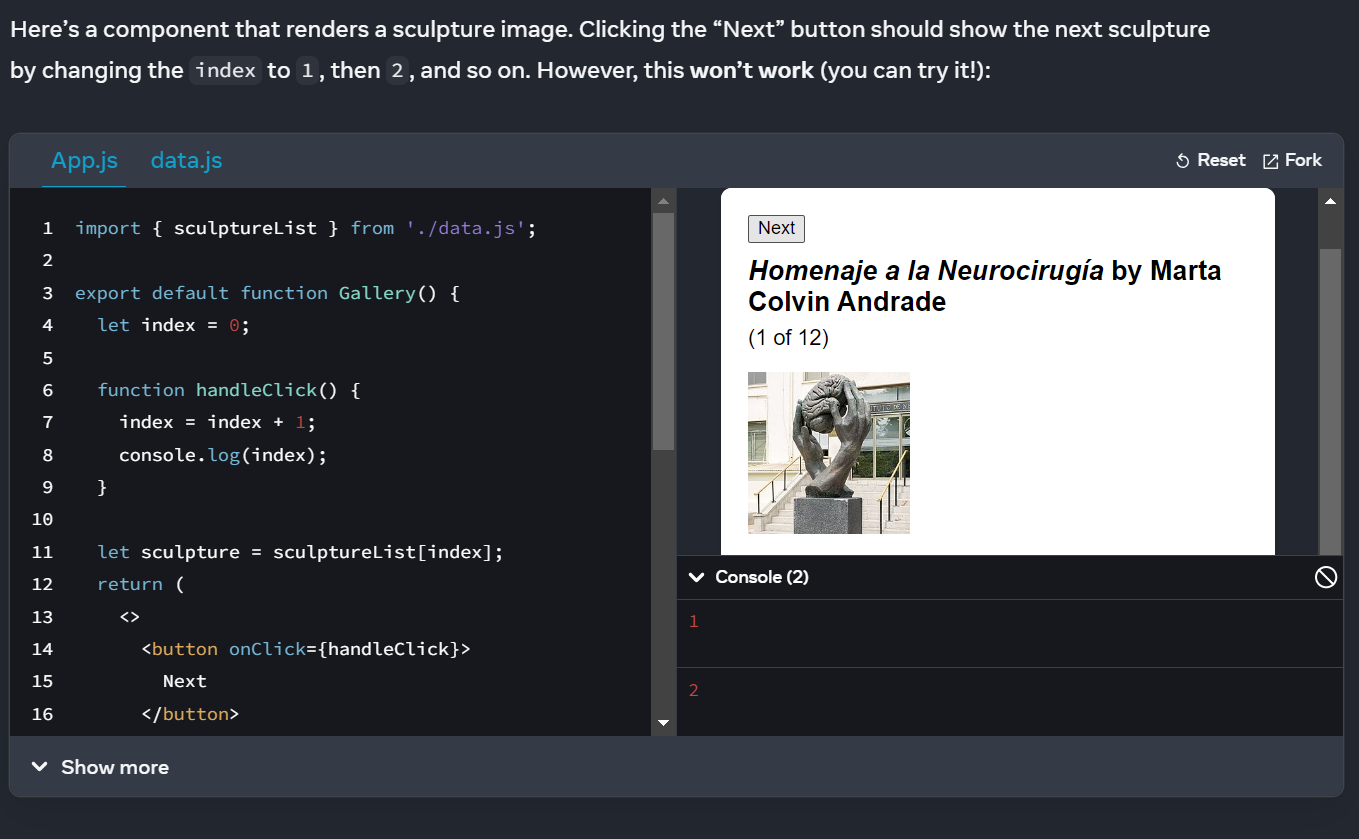 Here’s a component that renders a sculpture image. Clicking the “Next” button should show the next sculpture
by changing the index to 1, then 2, and so on. However, this won’t work (you can try it!):
App.js data.js
Reset Fork
1 import { sculptureList } from './data.js';
2
3 export default function Gallery() {
4   let index = 0;
5
6   function handleClick() {
7     index = index + 1;
8     console.log(index);
9   }
10
11   let sculpture = sculptureList[index];
12   return (
13     <>
14       <button onClick={handleClick}>
15         Next
16       </button>
Show more
Next
Homenaje a la Neurocirugía by Marta
Colvin Andrade
(1 of 12)
Console (2)
1
2